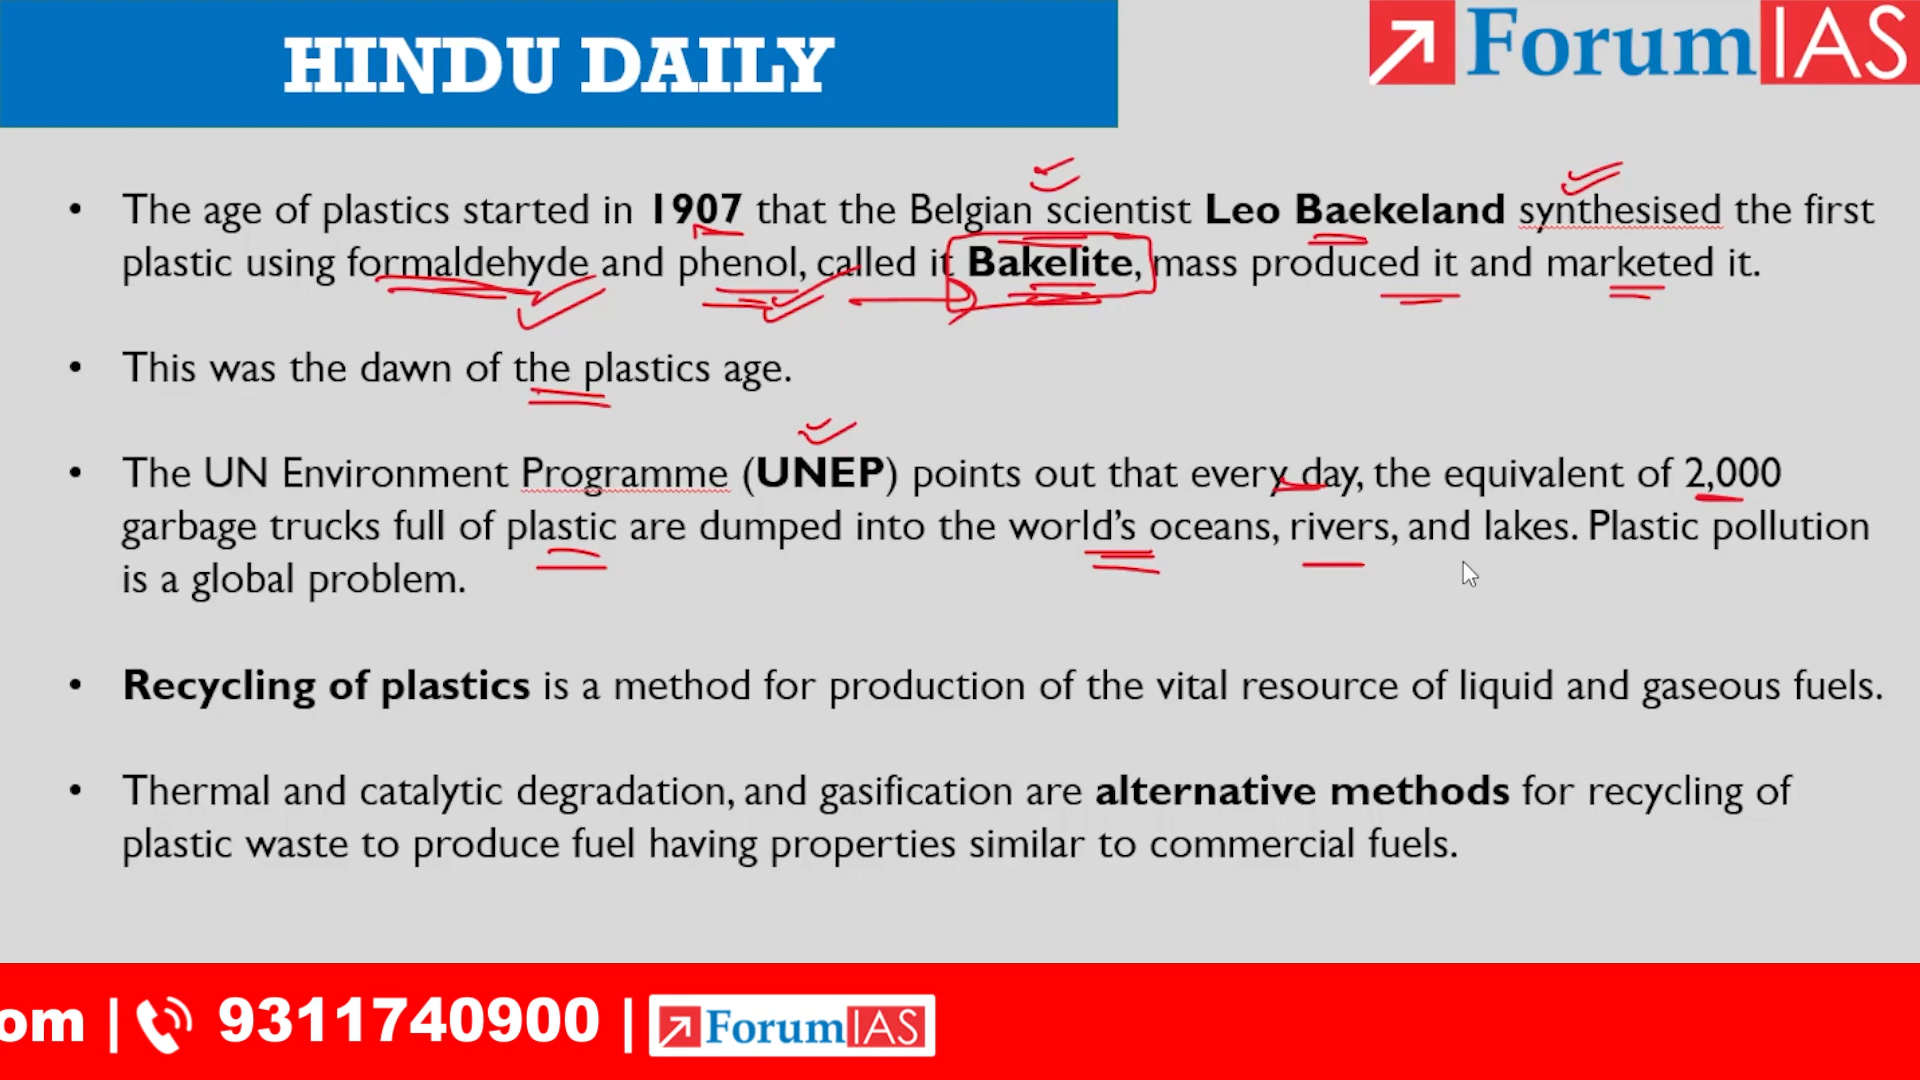 HINDU DAILY
ForumIAS
• The age of plastics started in 1907 that the Belgian scientist Leo Baekeland synthesised the first
plastic using formaldehyde and phenol, called it Bakelite, mass produced it and marketed it.
• This was the dawn of the plastics age.
• The UN Environment Programme (UNEP) points out that every day, the equivalent of 2,000
garbage trucks full of plastic are dumped into the world's oceans, rivers, and lakes. Plastic pollution
is a global problem.
• Recycling of plastics is a method for production of the vital resource of liquid and gaseous fuels.
• Thermal and catalytic degradation, and gasification are alternative methods for recycling of
plastic waste to produce fuel having properties similar to commercial fuels.
om | 9311740900 | ForumIAS